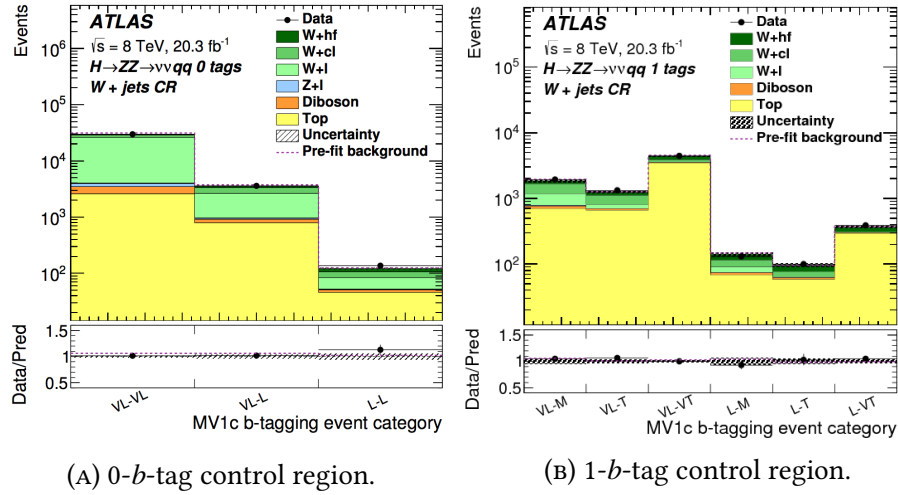 Events
ATLAS
√s = 8 TeV, 20.3 fb⁻¹
H→ZZ→ννqq 0 tags
W + jets CR
Data
W+hf
W+cl
W+l
Z+l
Diboson
Top
Uncertainty
Pre-fit background
10⁶
10⁵
10⁴
10³
10²
Data/Pred
1.5
1
0.5
VL-VL
VL-L
L-L
MV1c b-tagging event category
(A) 0-b-tag control region.
Events
ATLAS
√s = 8 TeV, 20.3 fb⁻¹
H→ZZ→ννqq 1 tags
W + jets CR
Data
W+hf
W+cl
W+l
Diboson
Top
Uncertainty
Pre-fit background
10⁶
10⁵
10⁴
10³
10²
Data/Pred
1.5
1
0.5
VL-M
VL-T
VL-VT
L-M
L-T
L-VT
MV1c b-tagging event category
(B) 1-b-tag control region.